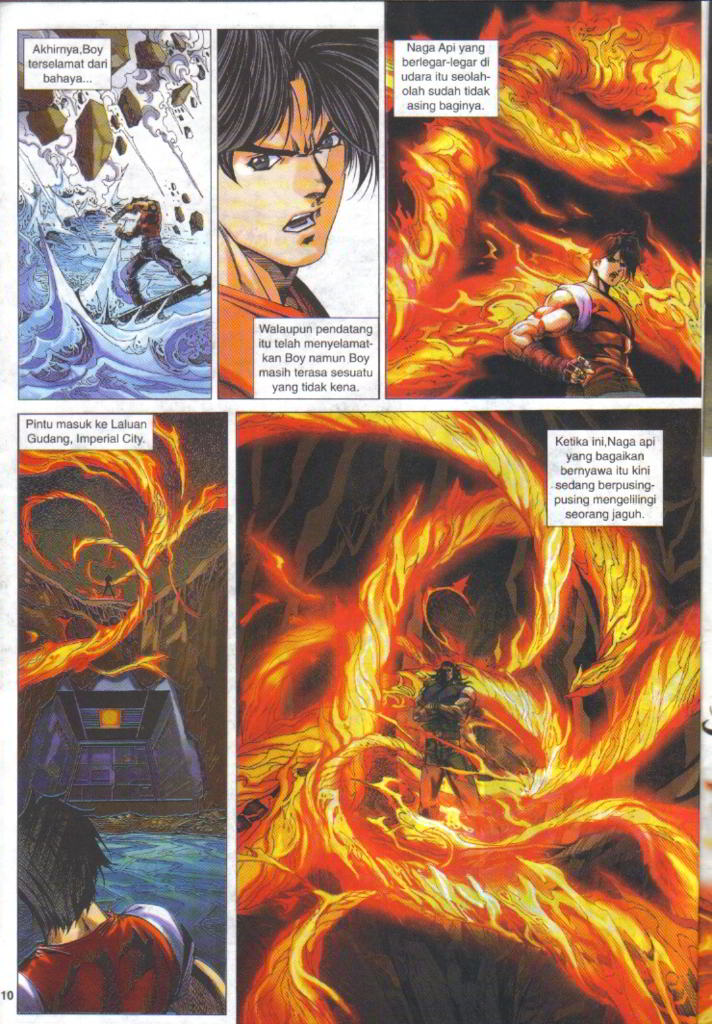 Akhirnya,Boy
terselamat dari
bahaya...
Walaupun pendatang
itu telah menyelamat-
kan Boy namun Boy
masih terasa sesuatu
yang tidak kena.
Naga Api yang
berlegar-legar di
udara itu seolah-
olah sudah tidak
asing baginya.
Pintu masuk ke Laluan
Gudang, Imperial City.
Ketika ini,Naga api
yang bagaikan
bernyawa itu kini
sedang berpusing-
pusing mengelilingi
seorang jaguh.
10